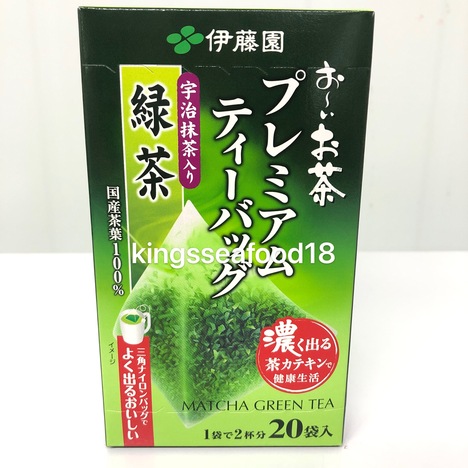 伊藤園
お～いお茶
プレミアム
ティーバッグ
宇治抹茶入り
緑茶
国産茶葉100%
kingsseafood18
イメージ
三角ナイロンバッグで
よく出るおいしい
濃く出る
茶カテキンで
健康生活
MATCHA GREEN TEA
1袋で2杯分 20袋入